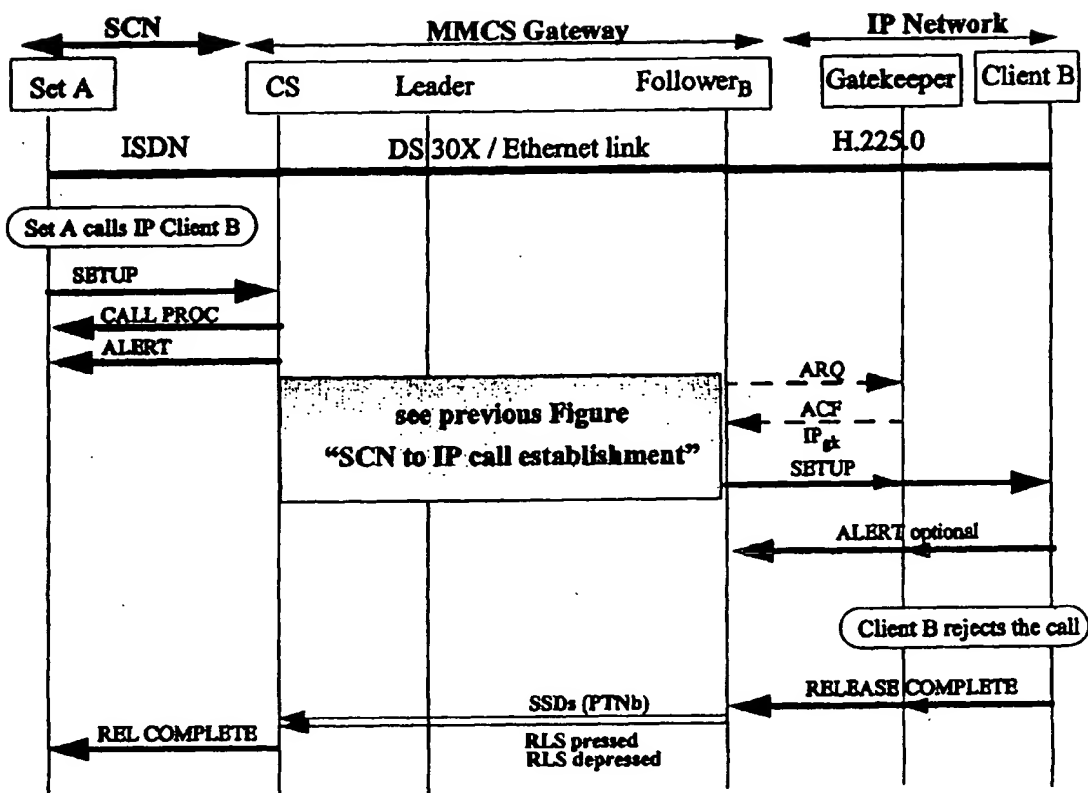 SCN MMCS Gateway IP Network
Set A CS Leader FollowerB Gatekeeper Client B
ISDN DS 30X / Ethernet link H.225.0
Set A calls IP Client B
SETUP
CALL PROC
ALERT
ARQ
see previous Figure
ACF
IPgk
“SCN to IP call establishment”
SETUP
ALERT optional
Client B rejects the call
RELEASE COMPLETE
SSDs (PTNb)
REL COMPLETE
RLS pressed
RLS depressed